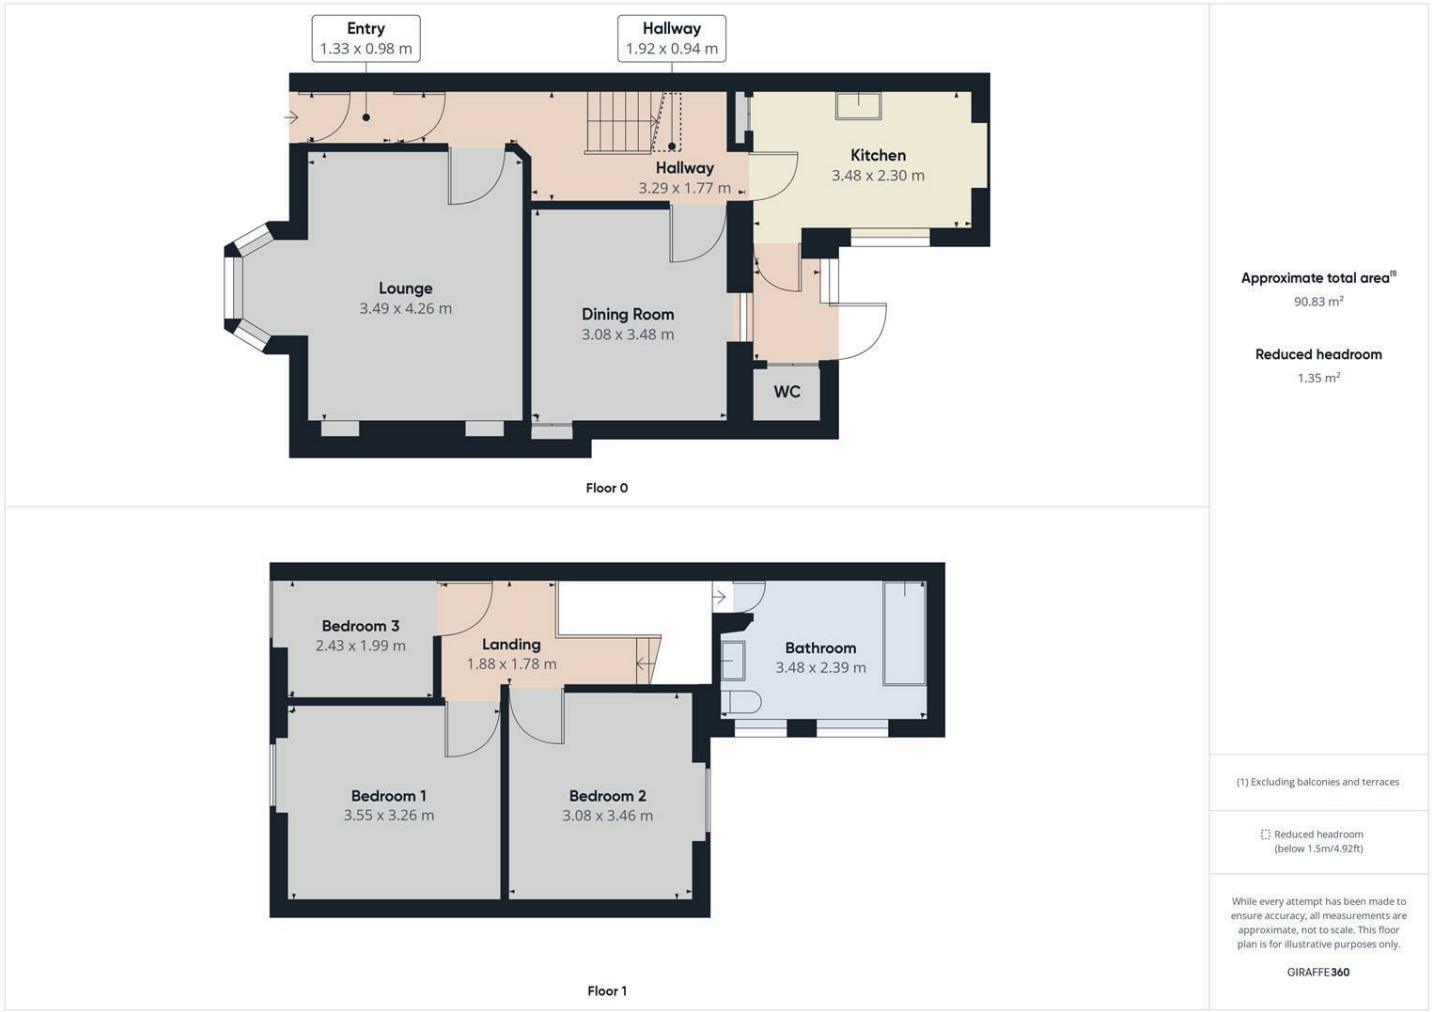 Entry
1.33 x 0.98 m
Hallway
1.92 x 0.94 m
Kitchen
3.48 x 2.30 m
Hallway
3.29 x 1.77 m
Lounge
3.49 x 4.26 m
Dining Room
3.08 x 3.48 m
WC
Floor 0
Bedroom 3
2.43 x 1.99 m
Landing
1.88 x 1.78 m
Bathroom
3.48 x 2.39 m
Bedroom 1
3.55 x 3.26 m
Bedroom 2
3.08 x 3.46 m
Floor 1
Approximate total area⁽¹⁾
90.83 m²
Reduced headroom
1.35 m²
(1) Excluding balconies and terraces
Reduced headroom
(below 1.5m/4.92ft)
While every attempt has been made to
ensure accuracy, all measurements are
approximate, not to scale. This floor
plan is for illustrative purposes only.
GIRAFFE360